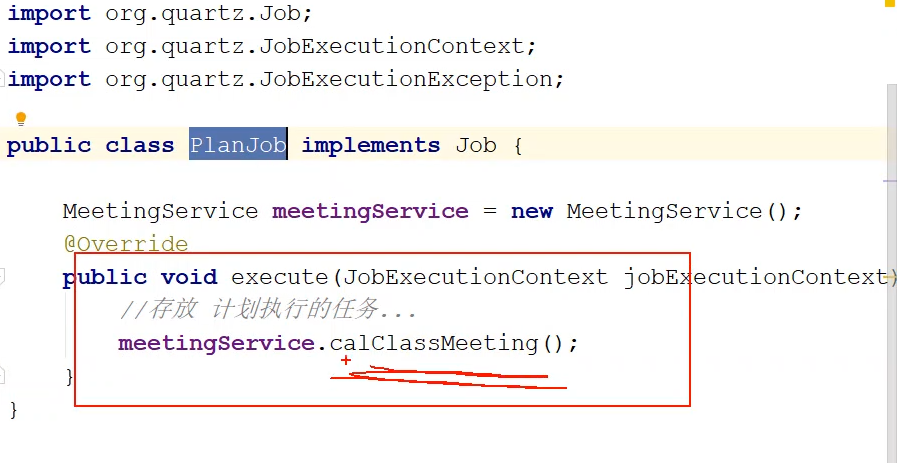 import org.quartz.Job;
import org.quartz.JobExecutionContext;
import org.quartz.JobExecutionException;
public class PlanJob implements Job {
MeetingService meetingService = new MeetingService();
@Override
public void execute(JobExecutionContext jobExecutionContext)
//存放 计划执行的任务...
meetingService.calClassMeeting();
}
}